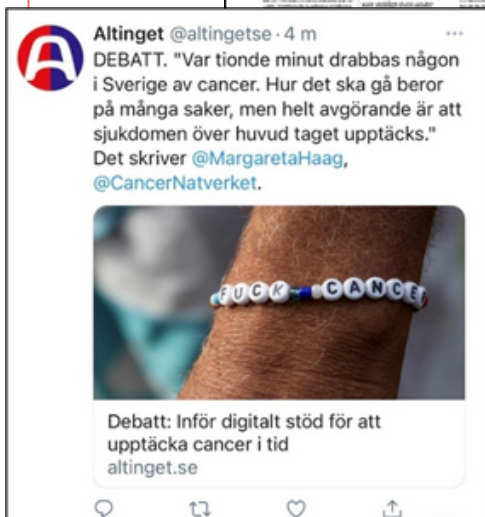 Altinget @altingetse · 4 m
DEBATT. "Var tionde minut drabbas någon
i Sverige av cancer. Hur det ska gå beror
på många saker, men helt avgörande är att
sjukdomen över huvud taget upptäcks."
Det skriver @MargaretaHaag,
@CancerNatverket.
FUCK CANCE
Debatt: Inför digitalt stöd för att
upptäcka cancer i tid
altinget.se